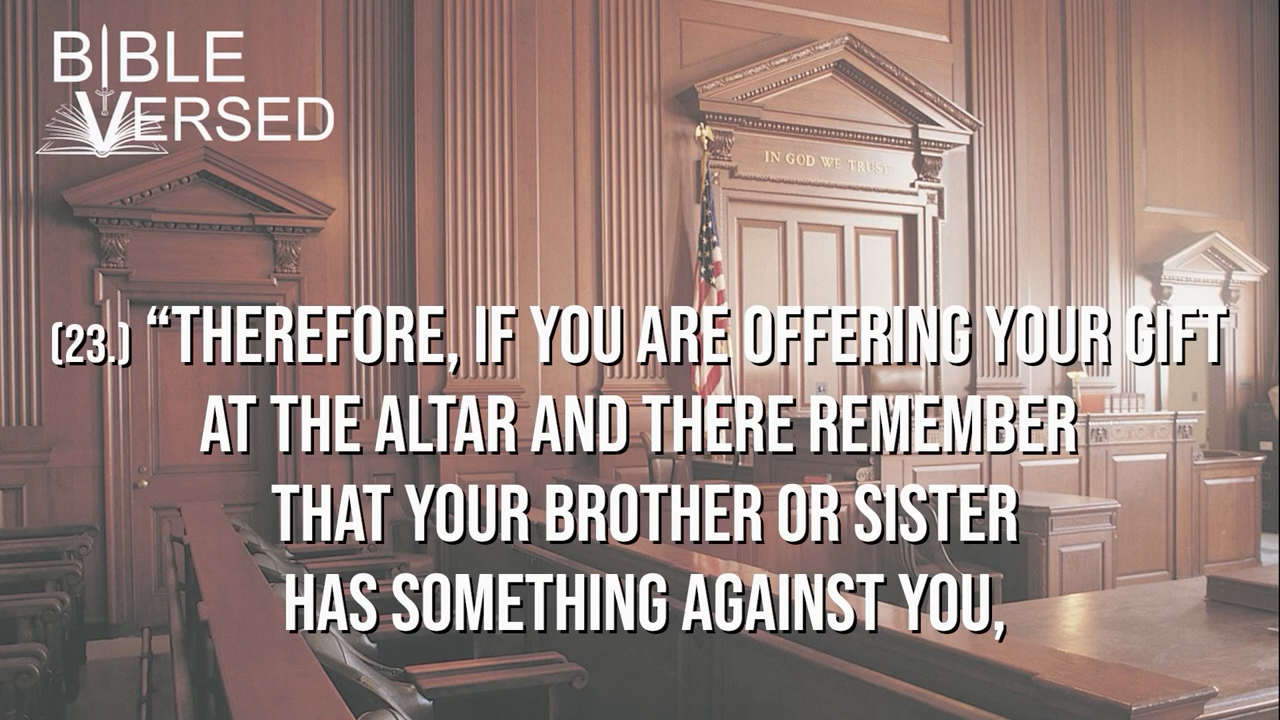 BIBLE
VERSED
IN GOD WE TRUST
(23.) “THEREFORE, IF YOU ARE OFFERING YOUR GIFT
AT THE ALTAR AND THERE REMEMBER
THAT YOUR BROTHER OR SISTER
HAS SOMETHING AGAINST YOU,